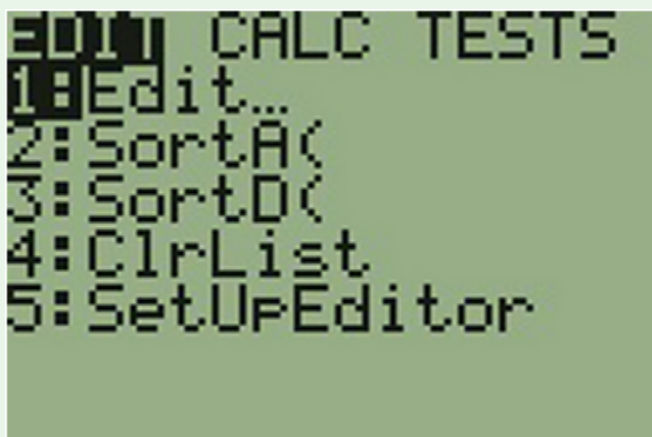 EDIT CALC TESTS
1:Edit…
2:SortA(
3:SortD(
4:ClrList
5:SetUpEditor